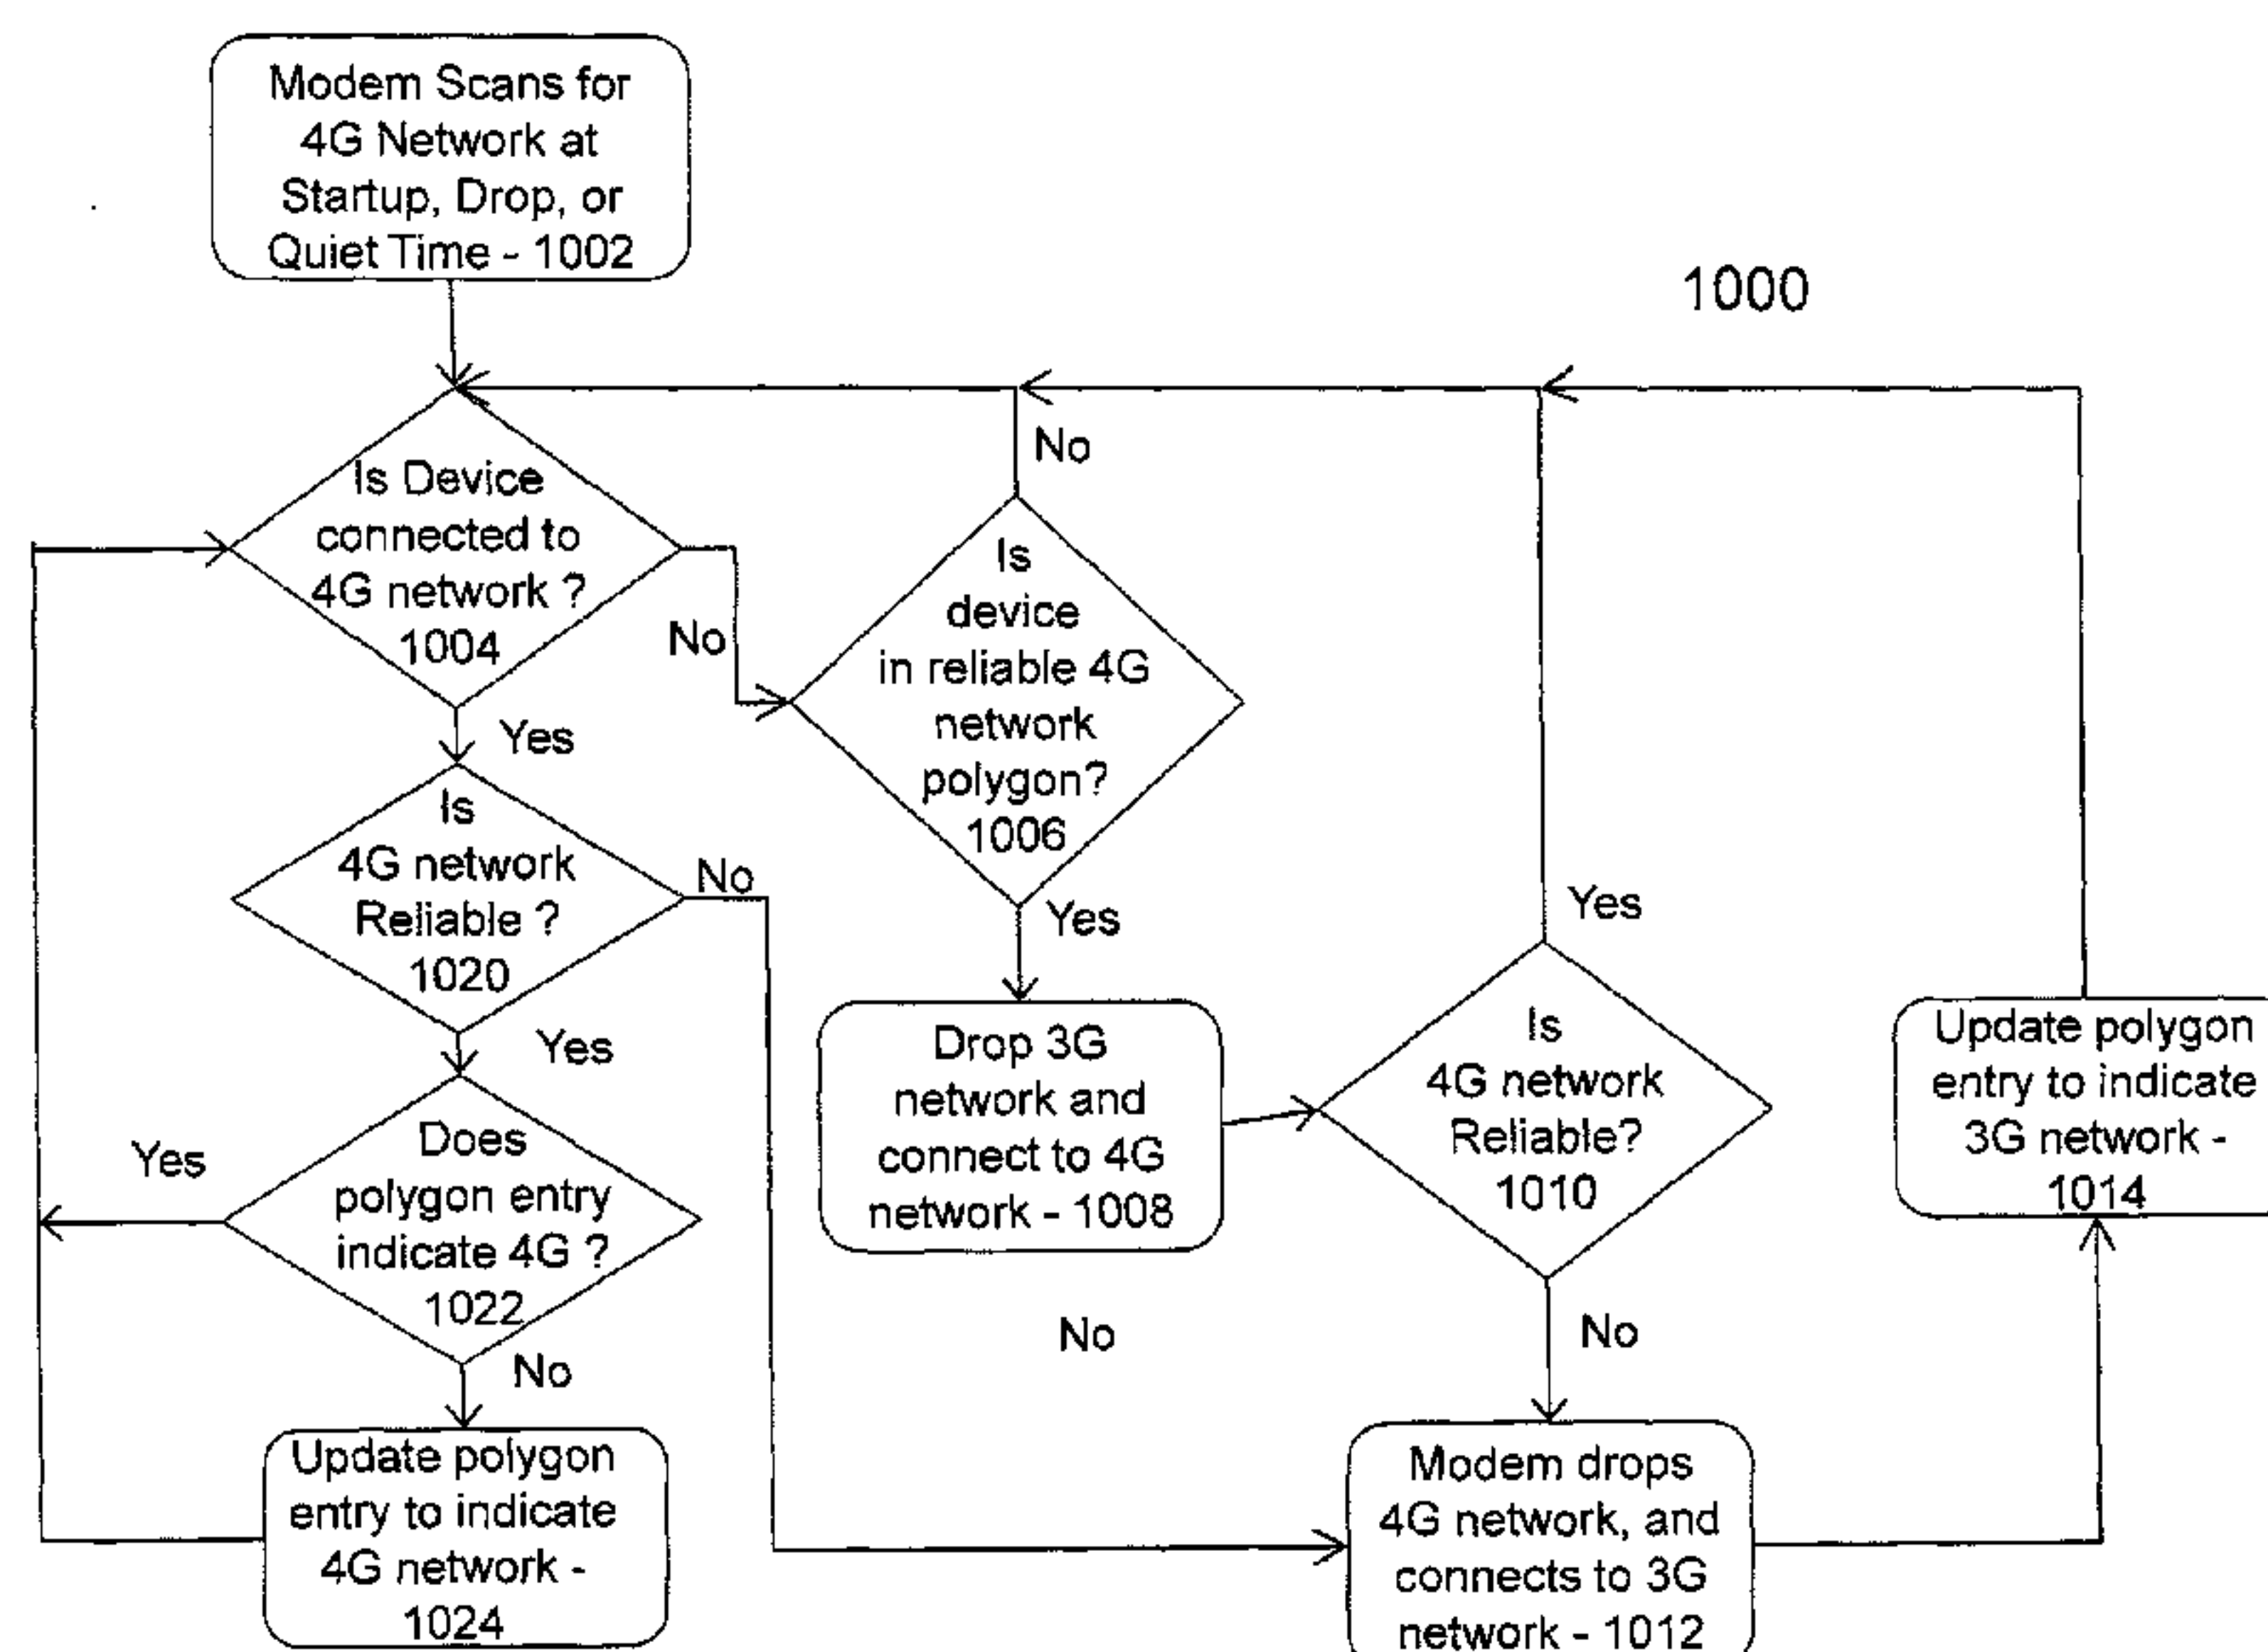 Modem Scans for
4G Network at
Startup, Drop, or
Quiet Time - 1002
1000
Is Device
connected to
4G network ?
1004
No
Yes
Is
device
in reliable 4G
network
polygon?
1006
No
Yes
Is
4G network
Reliable ?
1020
No
Yes
Does
polygon entry
indicate 4G ?
1022
Yes
No
Update polygon
entry to indicate
4G network -
1024
Drop 3G
network and
connect to 4G
network - 1008
No
Is
4G network
Reliable?
1010
Yes
No
Modem drops
4G network, and
connects to 3G
network - 1012
Update polygon
entry to indicate
3G network -
1014